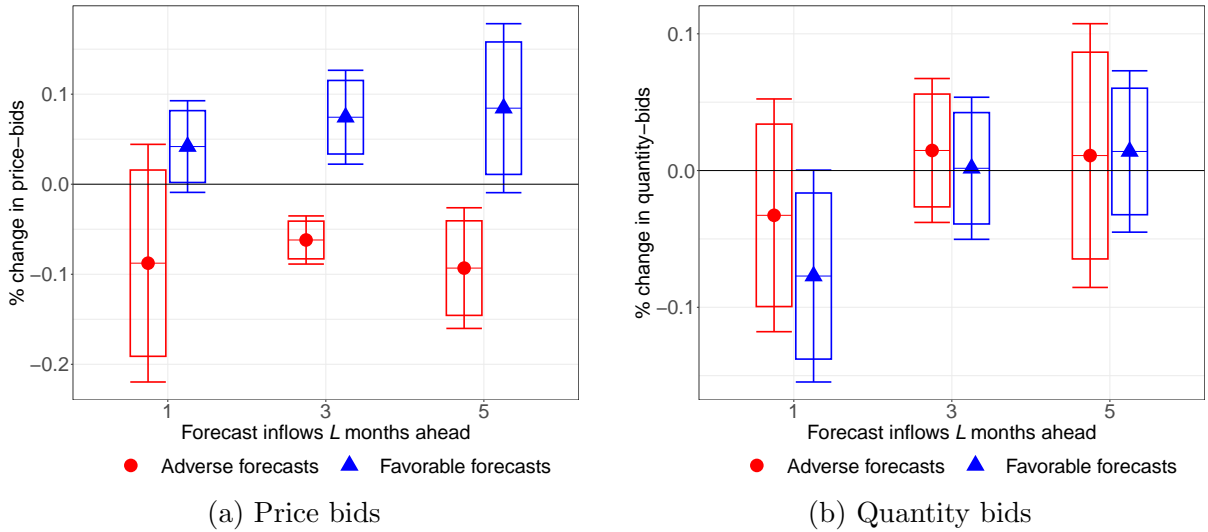 % change in price−bids
0.1
0.0
−0.1
−0.2
1
3
5
Forecast inflows L months ahead
Adverse forecasts
Favorable forecasts
(a) Price bids
% change in quantity−bids
0.1
0.0
−0.1
1
3
5
Forecast inflows L months ahead
Adverse forecasts
Favorable forecasts
(b) Quantity bids